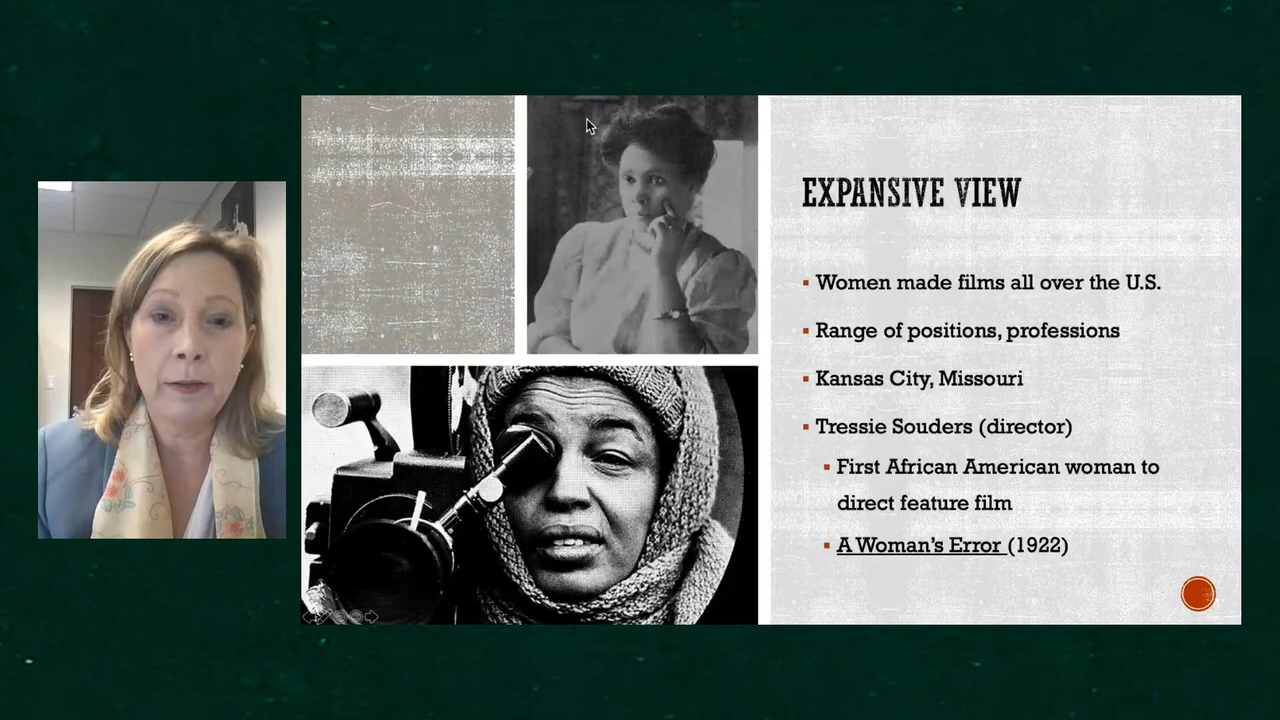 EXPANSIVE VIEW
Women made films all over the U.S.
Range of positions, professions
Kansas City, Missouri
Tressie Souders (director)
First African American woman to
direct feature film
A Woman's Error (1922)